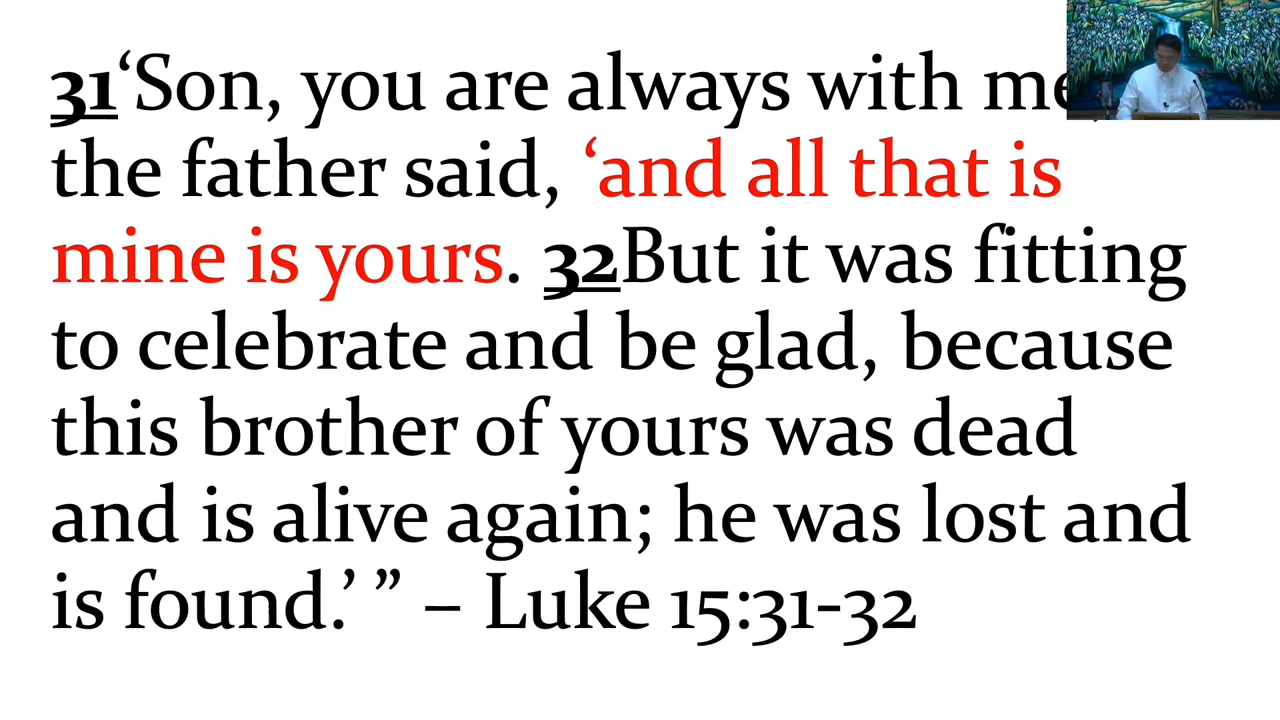 31‘Son, you are always with me,
the father said, ‘and all that is
mine is yours. 32But it was fitting
to celebrate and be glad, because
this brother of yours was dead
and is alive again; he was lost and
is found.’ ” – Luke 15:31-32